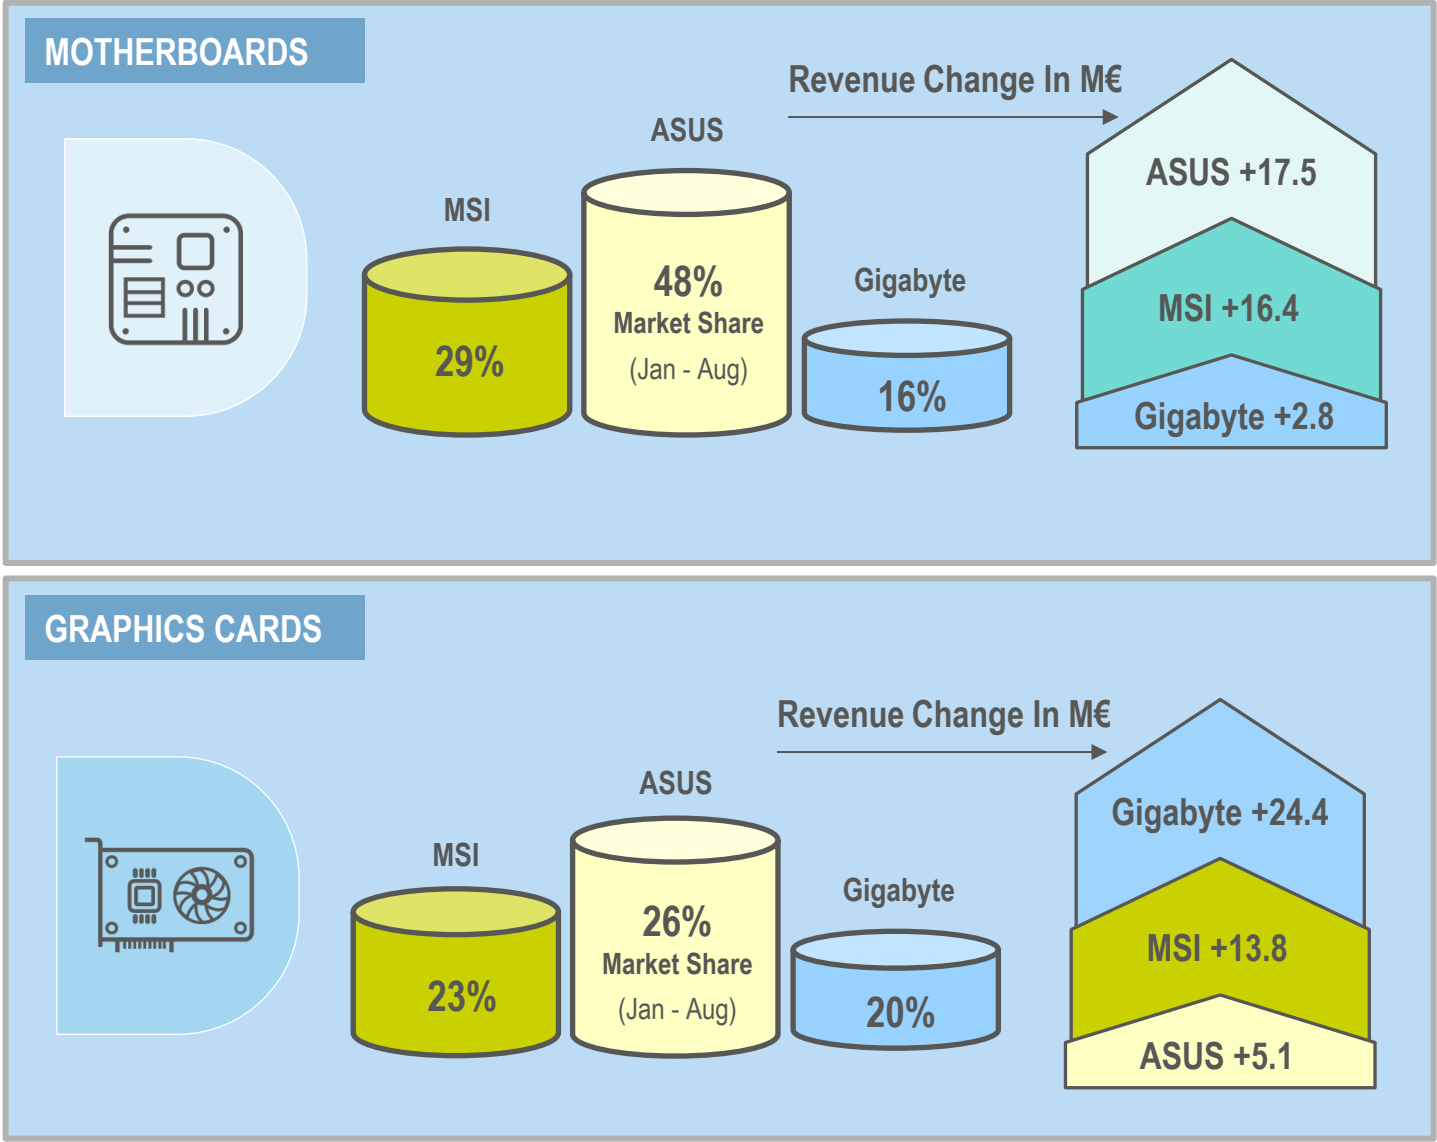 MOTHERBOARDS
Revenue Change In M€
ASUS
MSI
Gigabyte
48%
Market Share
(Jan - Aug)
29%
16%
ASUS +17.5
MSI +16.4
Gigabyte +2.8
GRAPHICS CARDS
Revenue Change In M€
ASUS
MSI
Gigabyte
26%
Market Share
(Jan - Aug)
23%
20%
Gigabyte +24.4
MSI +13.8
ASUS +5.1